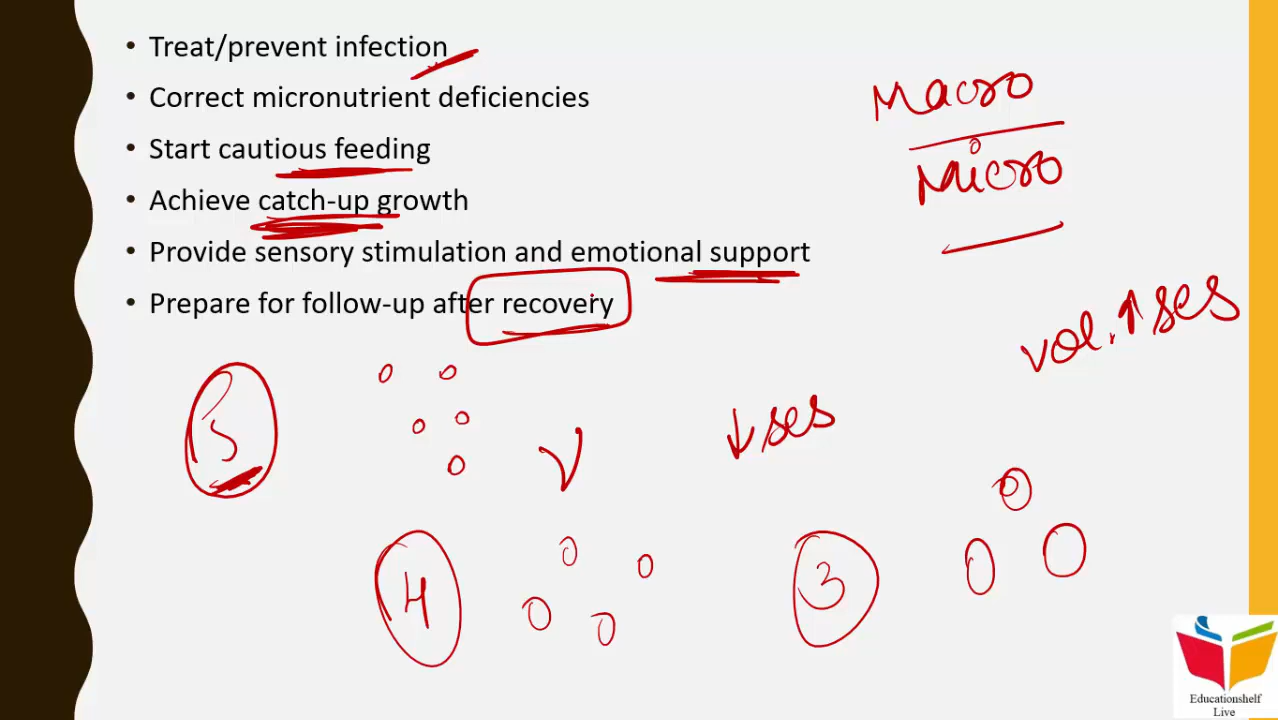 • Treat/prevent infection
• Correct micronutrient deficiencies
• Start cautious feeding
• Achieve catch-up growth
• Provide sensory stimulation and emotional support
• Prepare for follow-up after recovery
Macro
Micro
vol. ↑ses
5
V
↓ses
4
3
Educationshelf
Live